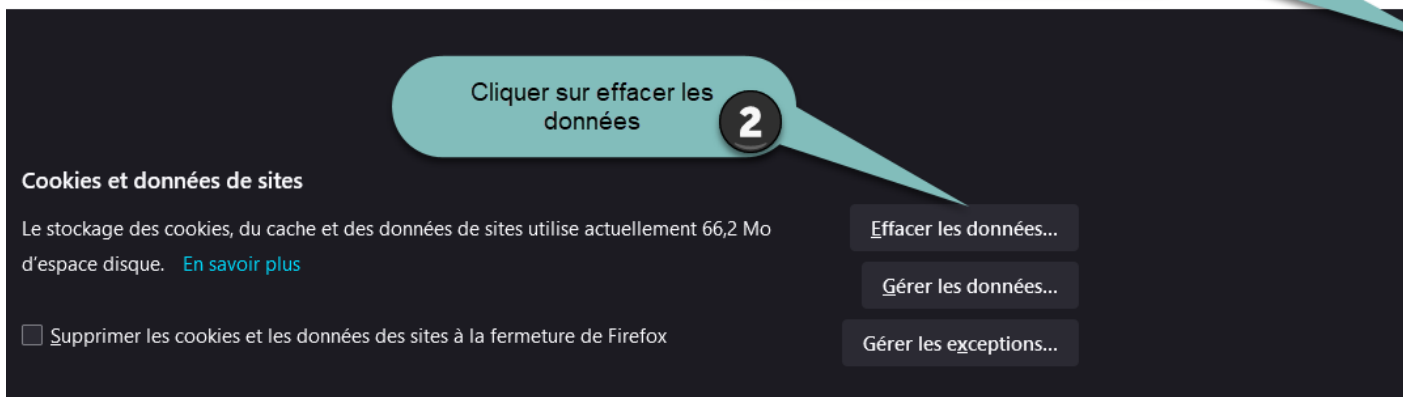 Cliquer sur effacer les
données
2
Cookies et données de sites
Le stockage des cookies, du cache et des données de sites utilise actuellement 66,2 Mo
d’espace disque. En savoir plus
Effacer les données...
Gérer les données...
Supprimer les cookies et les données des sites à la fermeture de Firefox
Gérer les exceptions...